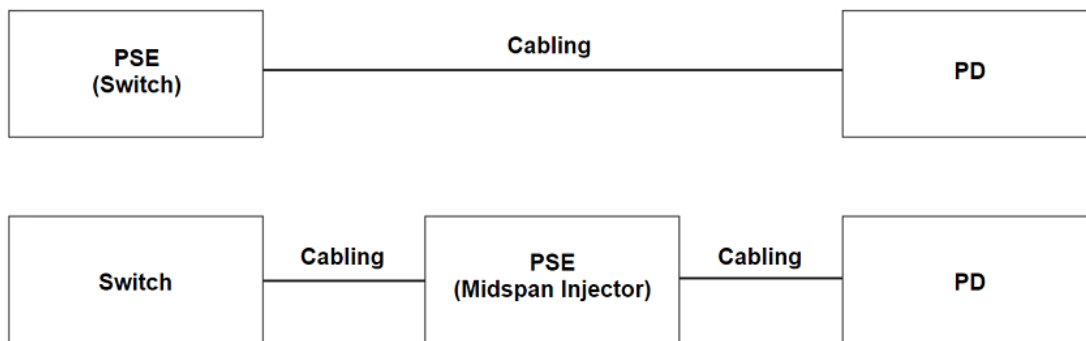 Cabling
PSE
(Switch)
PD
Cabling
Cabling
Switch
PSE
(Midspan Injector)
PD